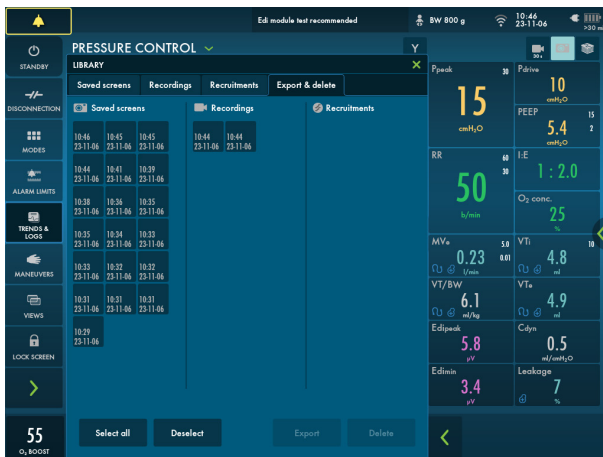 Edi module test recommended
BW 800 g
10:46
23-11-06
>30 m
STANDBY
DISCONNECTION
MODES
ALARM LIMITS
TRENDS &
LOGS
MANEUVERS
VIEWS
LOCK SCREEN
55
O₂ BOOST
PRESSURE CONTROL
Y
30 s
LIBRARY
Saved screens Recordings Recruitments Export & delete
Saved screens Recordings Recruitments
10:46 10:45 10:45 10:44 10:44
23-11-06 23-11-06 23-11-06 23-11-06 23-11-06
10:44 10:41 10:39
23-11-06 23-11-06 23-11-06
10:38 10:36 10:35
23-11-06 23-11-06 23-11-06
10:35 10:34 10:33
23-11-06 23-11-06 23-11-06
10:33 10:32 10:32
23-11-06 23-11-06 23-11-06
10:31 10:31 10:31
23-11-06 23-11-06 23-11-06
10:29
23-11-06
Select all Deselect Export Delete
Ppeak 30
15
cmH₂O
Pdrive
10
cmH₂O
PEEP 15
5.4 2
cmH₂O
RR 60
30
50
b/min
I:E
1 : 2.0
O₂ conc.
25
%
MVe 5.0
0.23 0.01
l/min
VTi 10
4.8
ml
VT/BW
6.1
ml/kg
VTe
4.9
ml
Edipeak
5.8
µV
Cdyn
0.5
ml/cmH₂O
Edimin
3.4
µV
Leakage
7
%